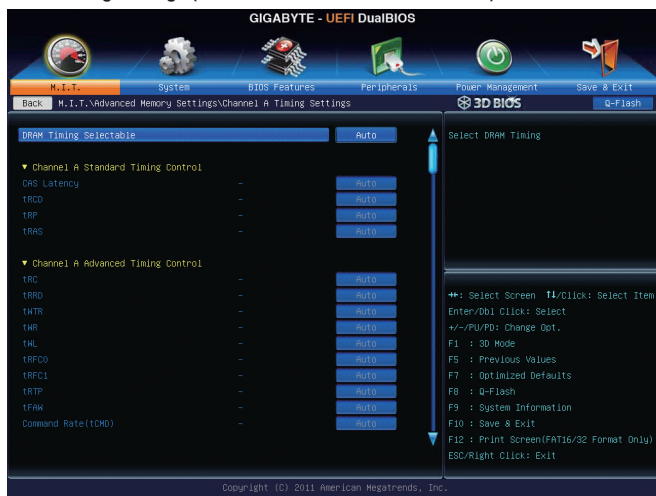 GIGABYTE - UEFI DualBIOS
M.I.T. System BIOS Features Peripherals Power Management Save & Exit
Back M.I.T.\Advanced Memory Settings\Channel A Timing Settings 3D BIOS Q-Flash
DRAM Timing Selectable Auto
Select DRAM Timing
▼ Channel A Standard Timing Control
CAS Latency - Auto
tRCD - Auto
tRP - Auto
tRAS - Auto
▼ Channel A Advanced Timing Control
tRC - Auto
tRRD - Auto
tWTR - Auto
tWR - Auto
tWL - Auto
tRFC0 - Auto
tRFC1 - Auto
tRTP - Auto
tFAW - Auto
Command Rate(tCMD) - Auto
: Select Screen ↑↓/Click: Select Item
Enter/Dbl Click: Select
+/-/PU/PD: Change Opt.
F1 : 3D Mode
F5 : Previous Values
F7 : Optimized Defaults
F8 : Q-Flash
F9 : System Information
F10 : Save & Exit
F12 : Print Screen(FAT16/32 Format Only)
ESC/Right Click: Exit
Copyright (C) 2011 American Megatrends, Inc.